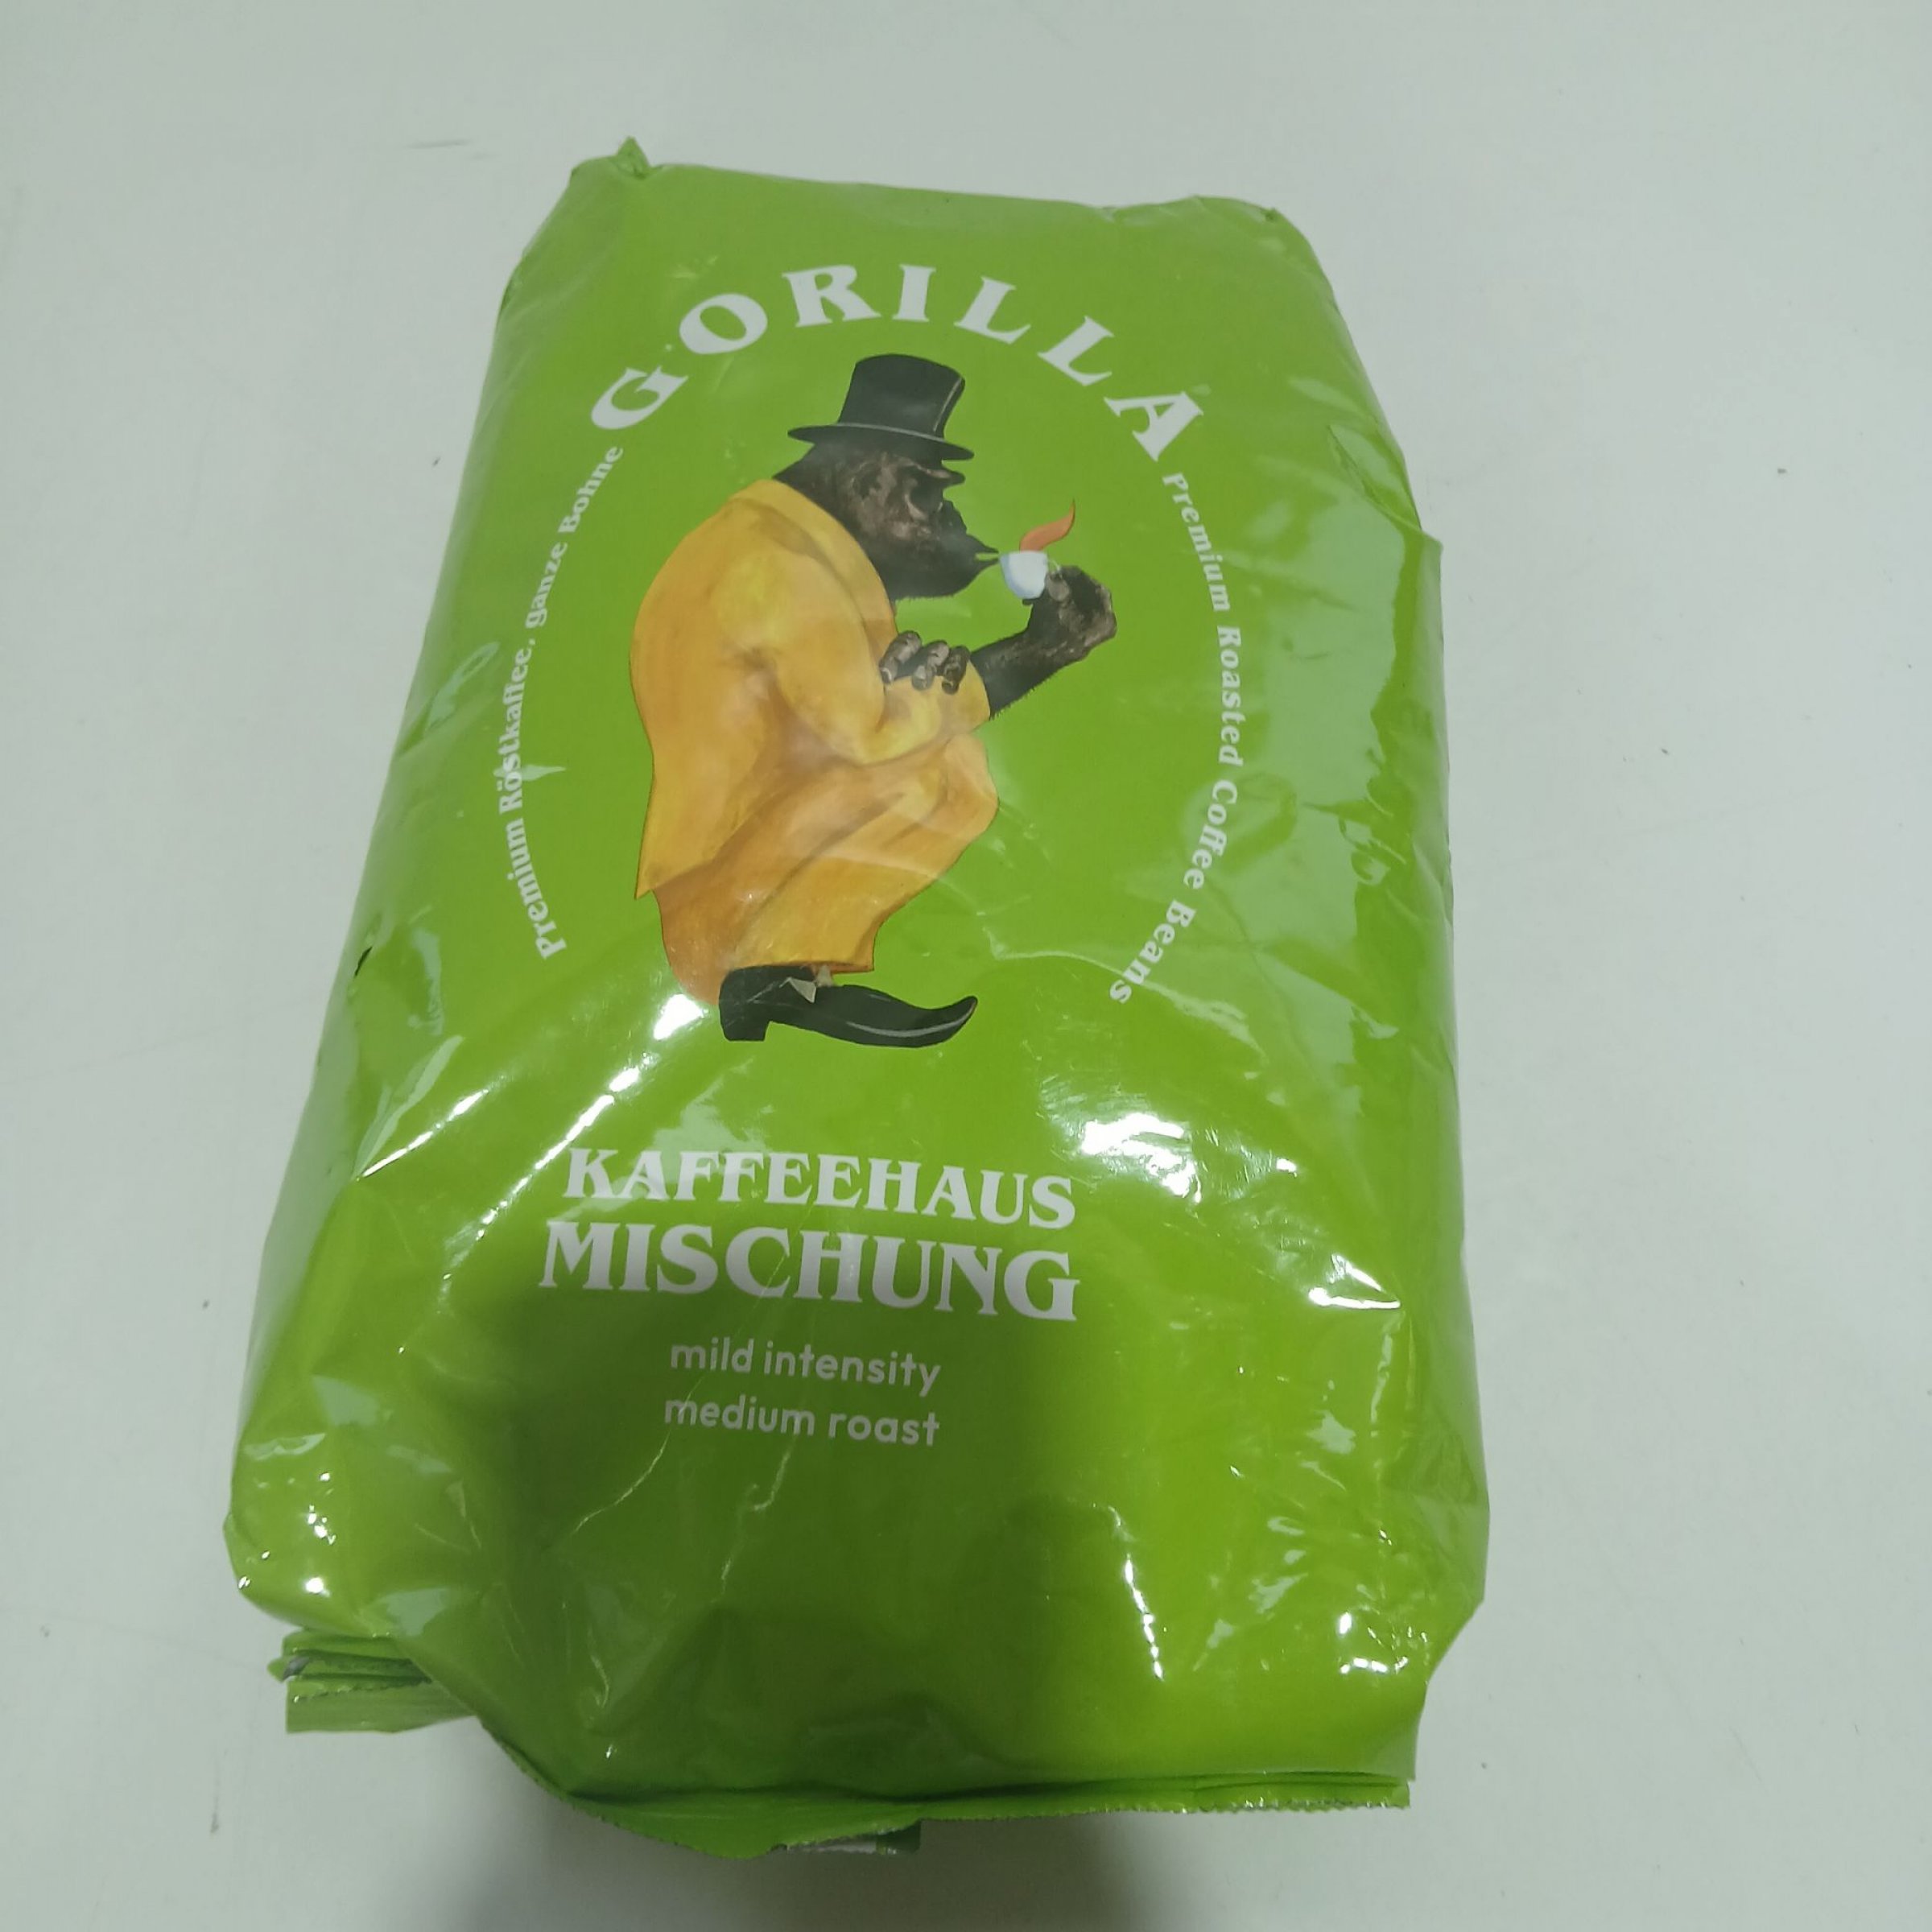 GORILLA
Premium Röstkaffee, ganze Bohne
Premium Roasted Coffee Beans
KAFFEEHAUS
MISCHUNG
mild intensity
medium roast